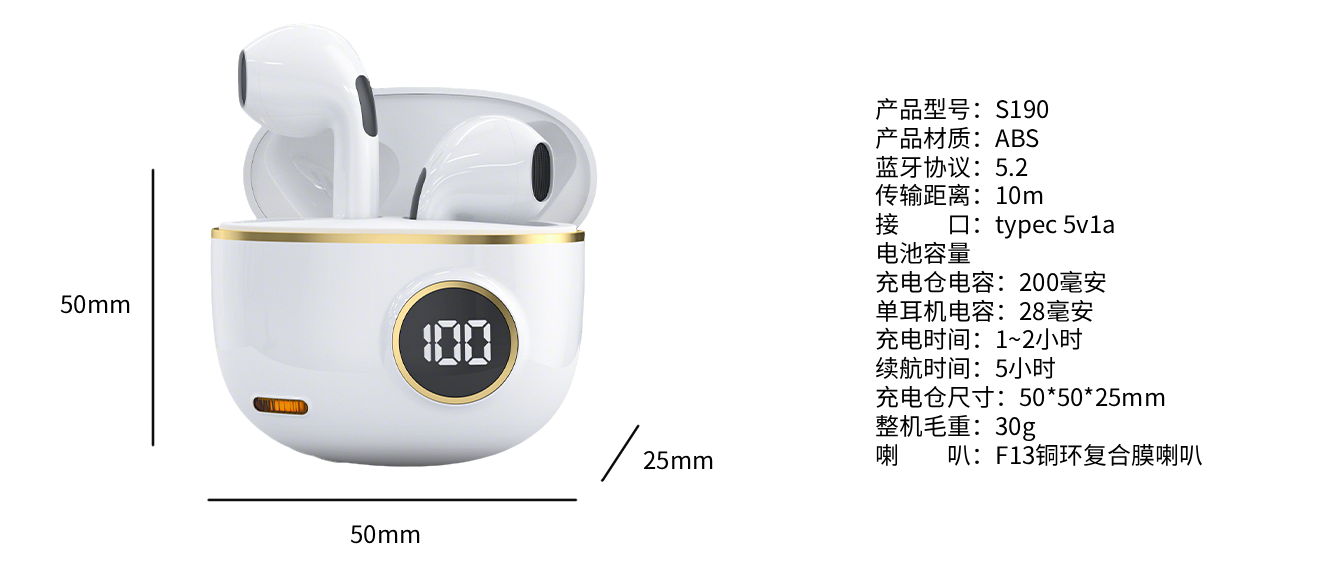 50mm
100
25mm
50mm
产品型号：S190
产品材质：ABS
蓝牙协议：5.2
传输距离：10m
接　　口：typec 5v1a
电池容量
充电仓电容：200毫安
单耳机电容：28毫安
充电时间：1~2小时
续航时间：5小时
充电仓尺寸：50*50*25mm
整机毛重：30g
喇　　叭：F13铜环复合膜喇叭